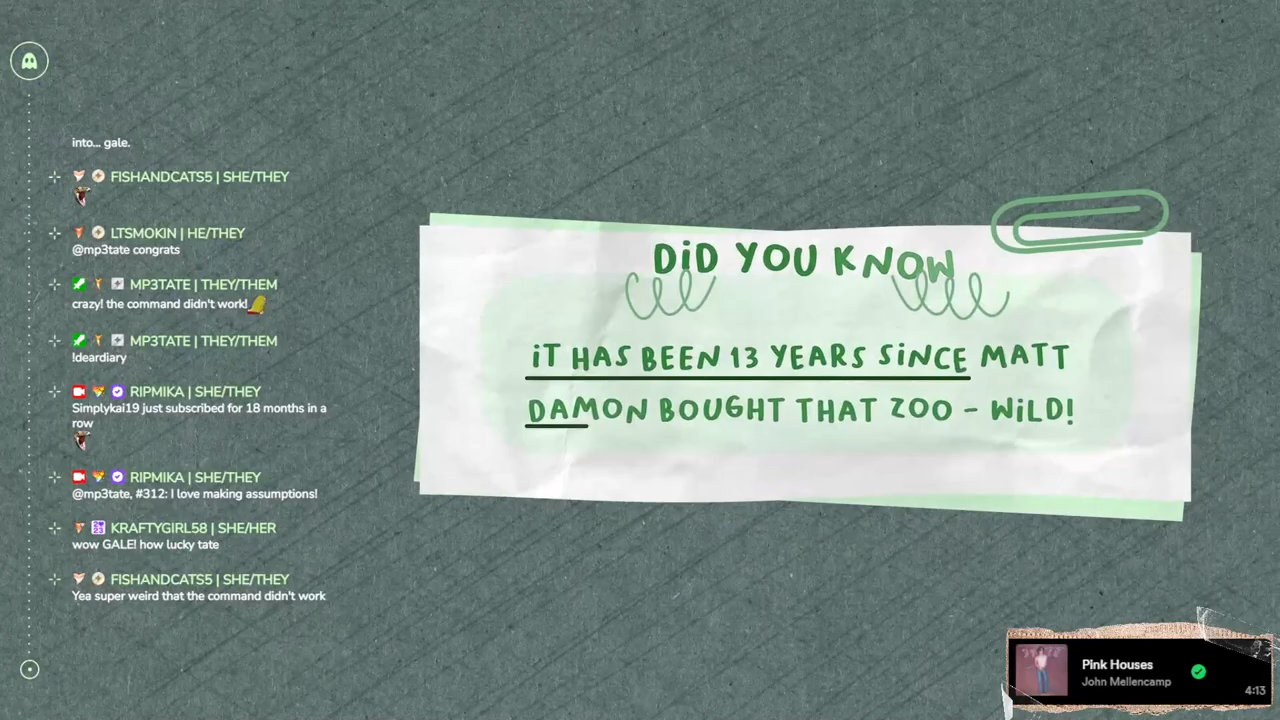 into... gale.
FISHANDCATS5 | SHE/THEY
LTSMOKIN | HE/THEY
@mp3tate congrats
MP3TATE | THEY/THEM
crazy! the command didn't work!
MP3TATE | THEY/THEM
!deardiary
RIPMIKA | SHE/THEY
Simplykai19 just subscribed for 18 months in a
row
RIPMIKA | SHE/THEY
@mp3tate, #312: I love making assumptions!
KRAFTYGIRL58 | SHE/HER
wow GALE! how lucky tate
FISHANDCATS5 | SHE/THEY
Yea super weird that the command didn't work
DiD YOU KNOW
iT HAS BEEN 13 YEARS SiNCE MATT
DAMON BOUGHT THAT ZOO - WiLD!
Pink Houses
John Mellencamp
4:13